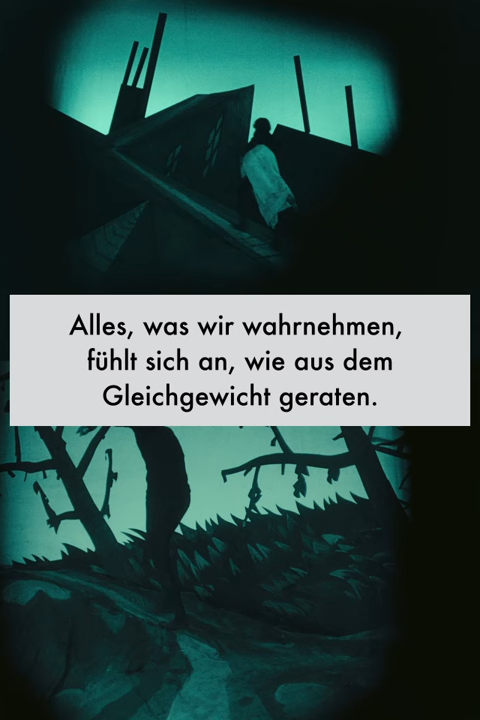 Alles, was wir wahrnehmen,
fühlt sich an, wie aus dem
Gleichgewicht geraten.